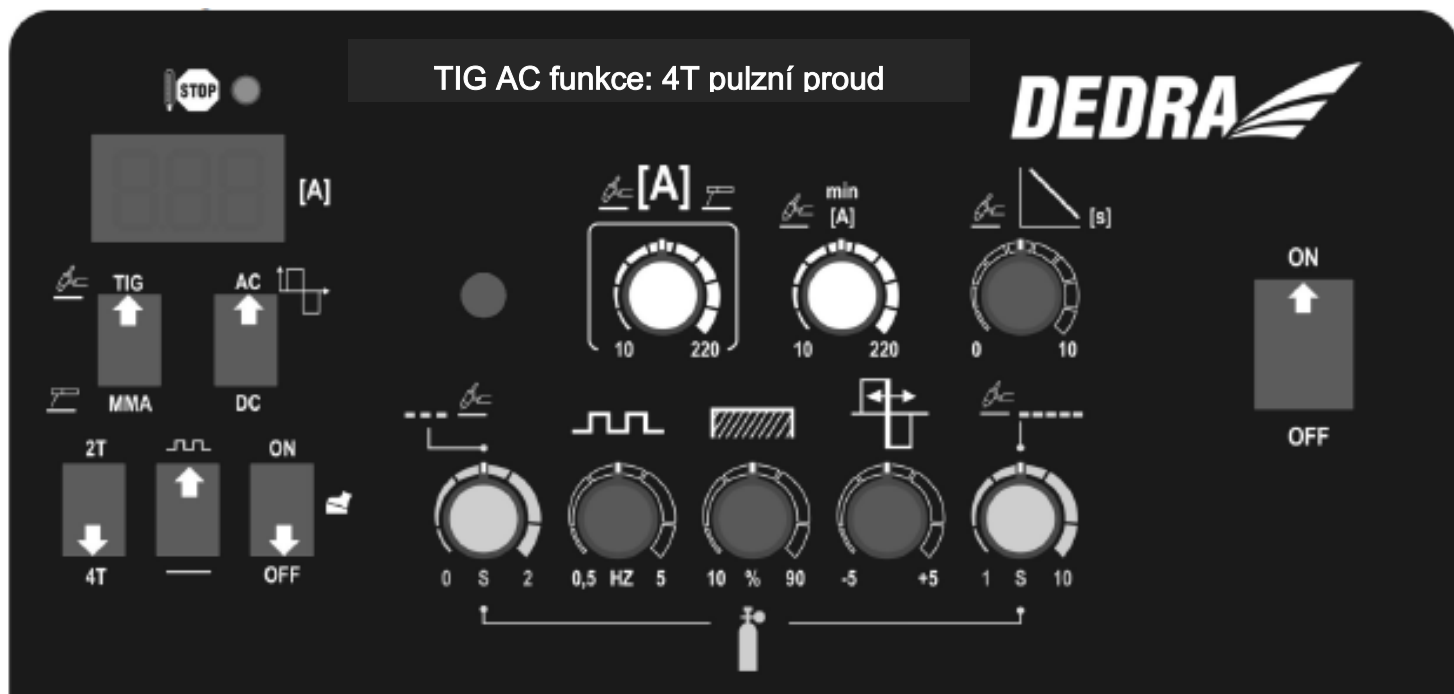 TIG AC funkce: 4T pulzní proud
STOP
DEDRA
[A]
[A]
min
[A]
[s]
10 220
10 220
0 10
TIG
AC
MMA
DC
ON
OFF
2T
ON
4T
OFF
0 S 2
0,5 HZ 5
10 % 90
-5 +5
1 S 10